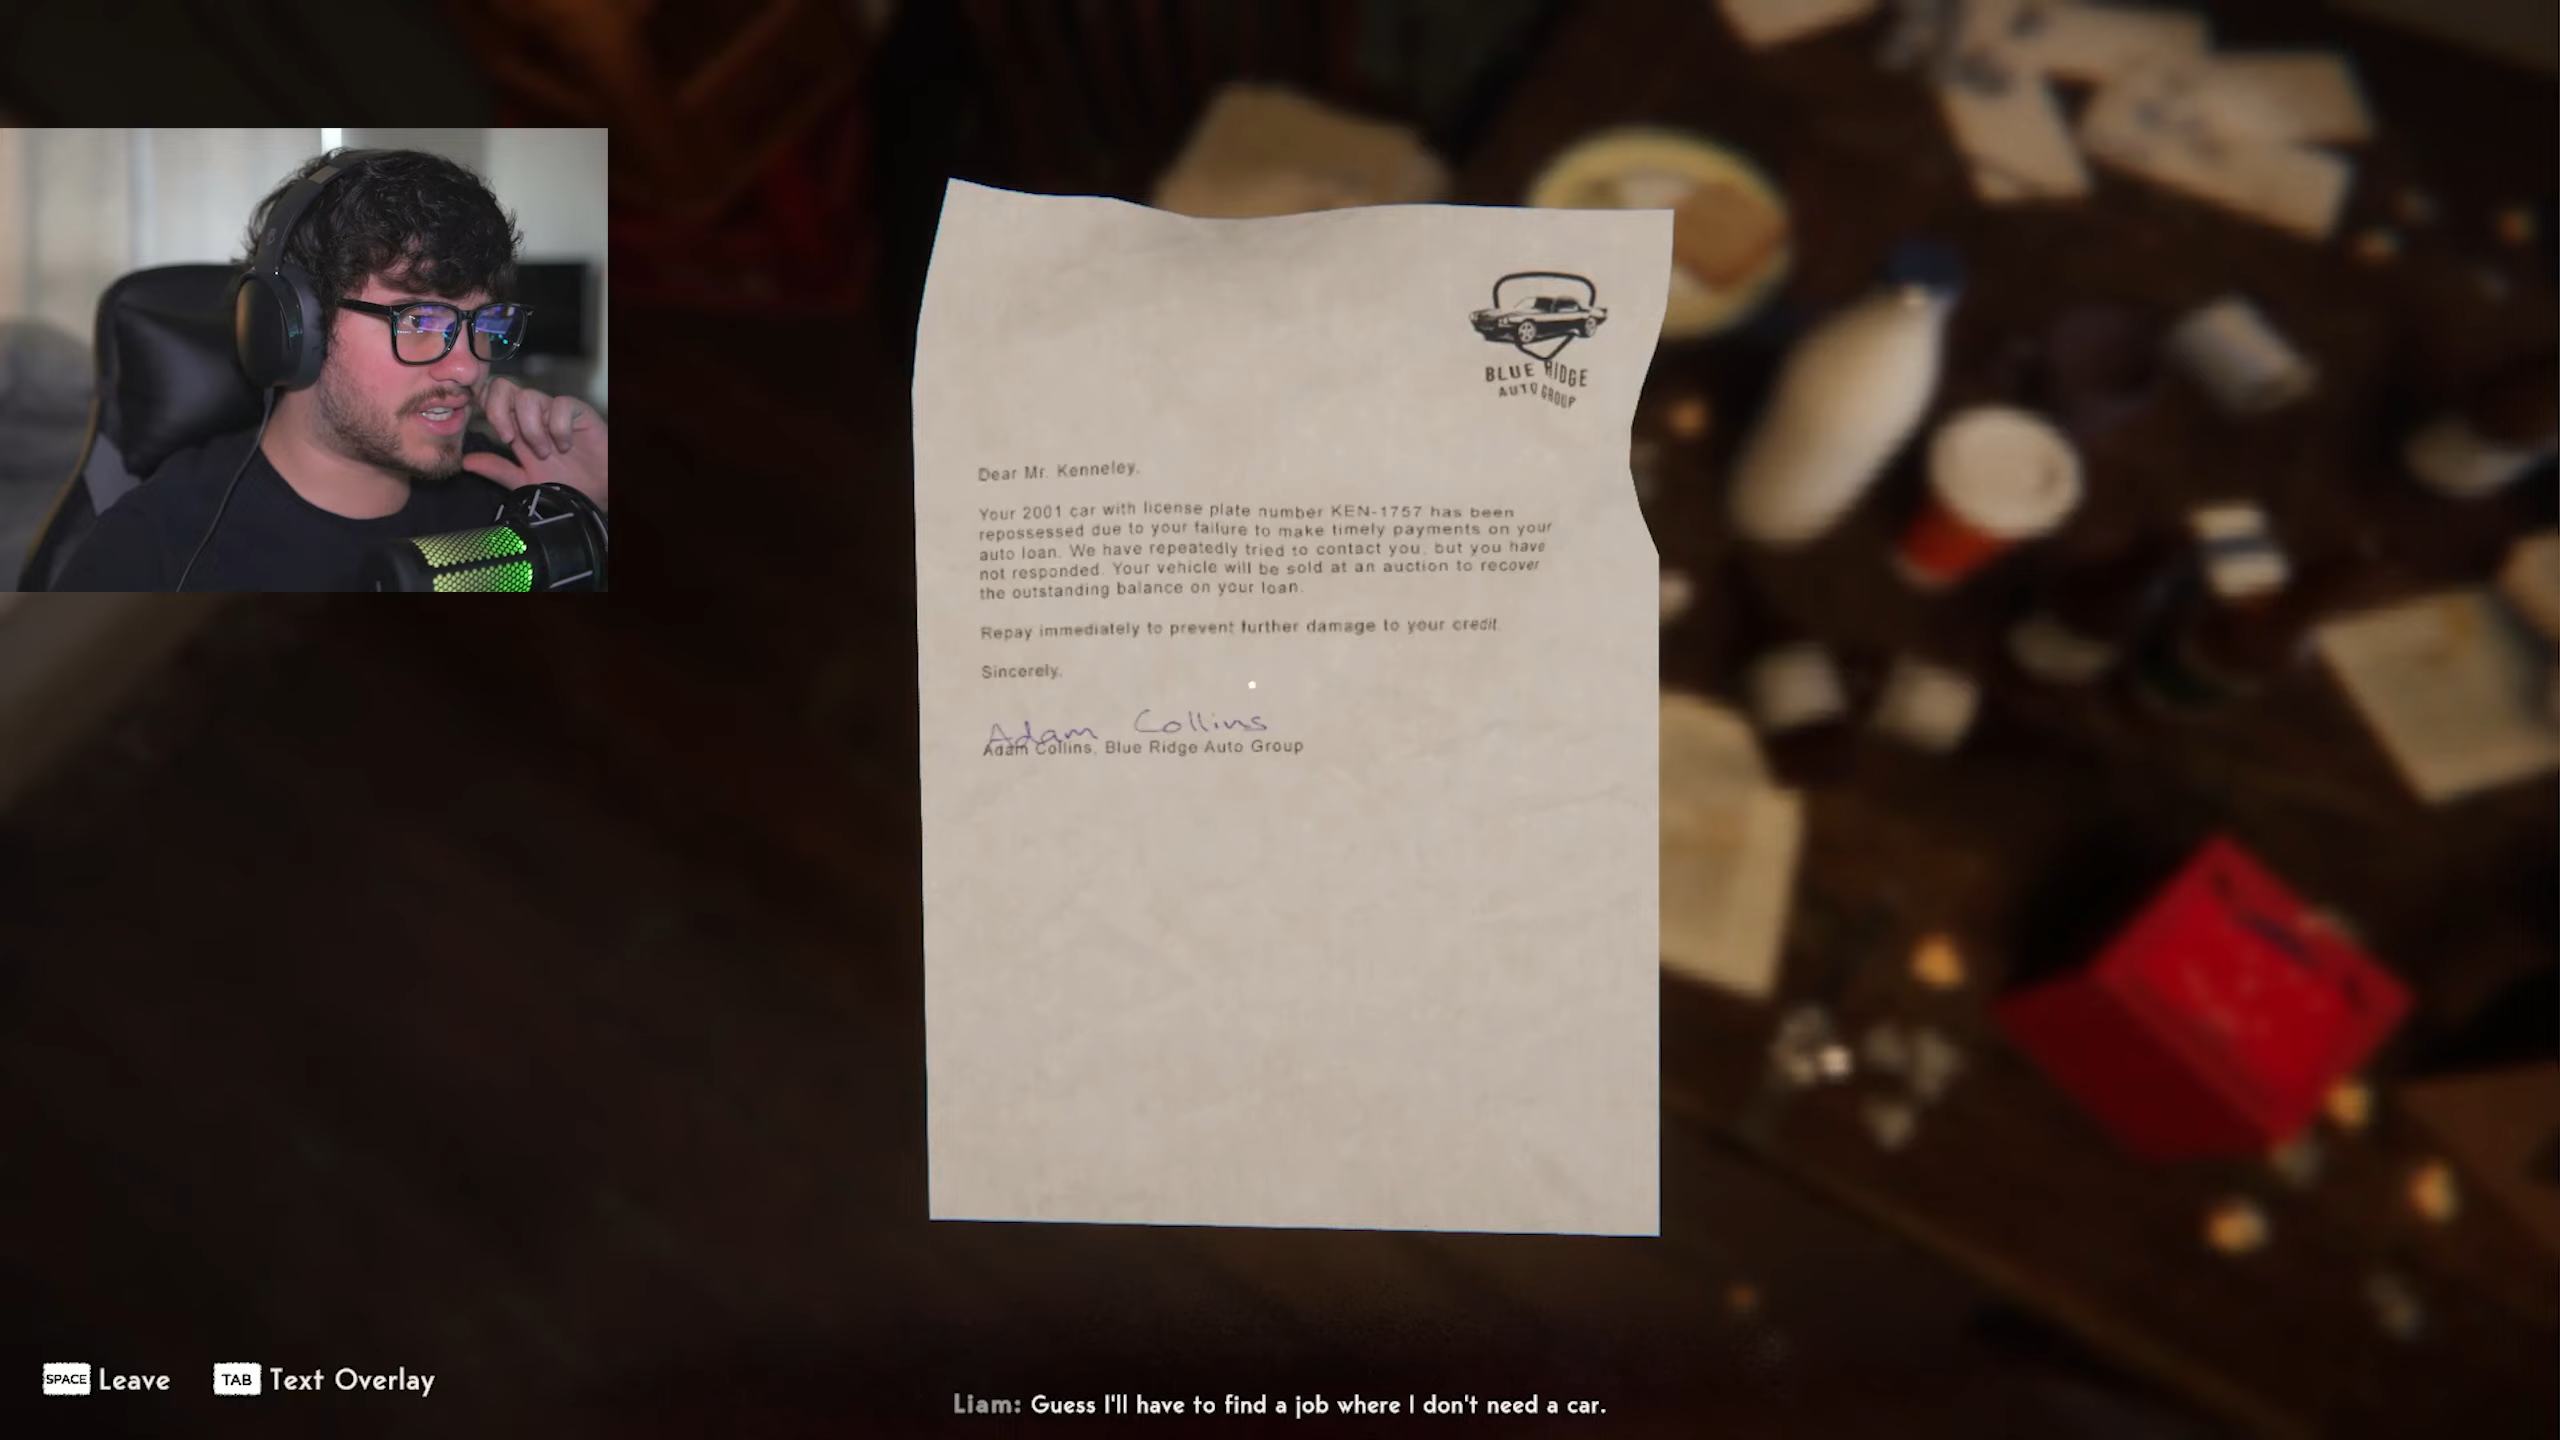 BLUE RIDGE
AUTO GROUP
Dear Mr. Kenneley,
Your 2001 car with license plate number KEN-1757 has been
repossessed due to your failure to make timely payments on your
auto loan. We have repeatedly tried to contact you, but you have
not responded. Your vehicle will be sold at an auction to recover
the outstanding balance on your loan.
Repay immediately to prevent further damage to your credit.
Sincerely,
Adam Collins
Adam Collins, Blue Ridge Auto Group
SPACE Leave TAB Text Overlay
Liam: Guess I'll have to find a job where I don't need a car.